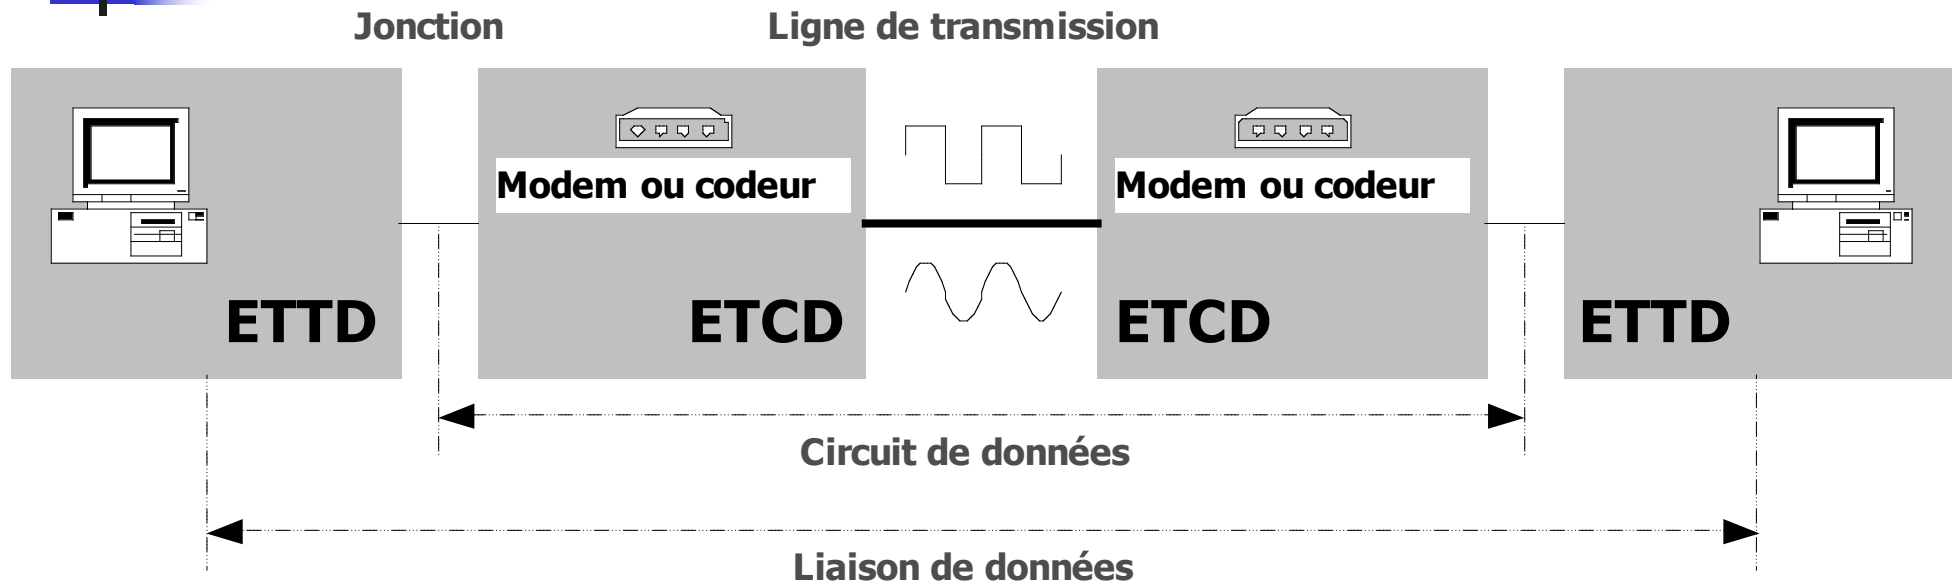 Jonction
Ligne de transmission
Modem ou codeur
Modem ou codeur
ETTD
ETCD
ETCD
ETTD
Circuit de données
Liaison de données